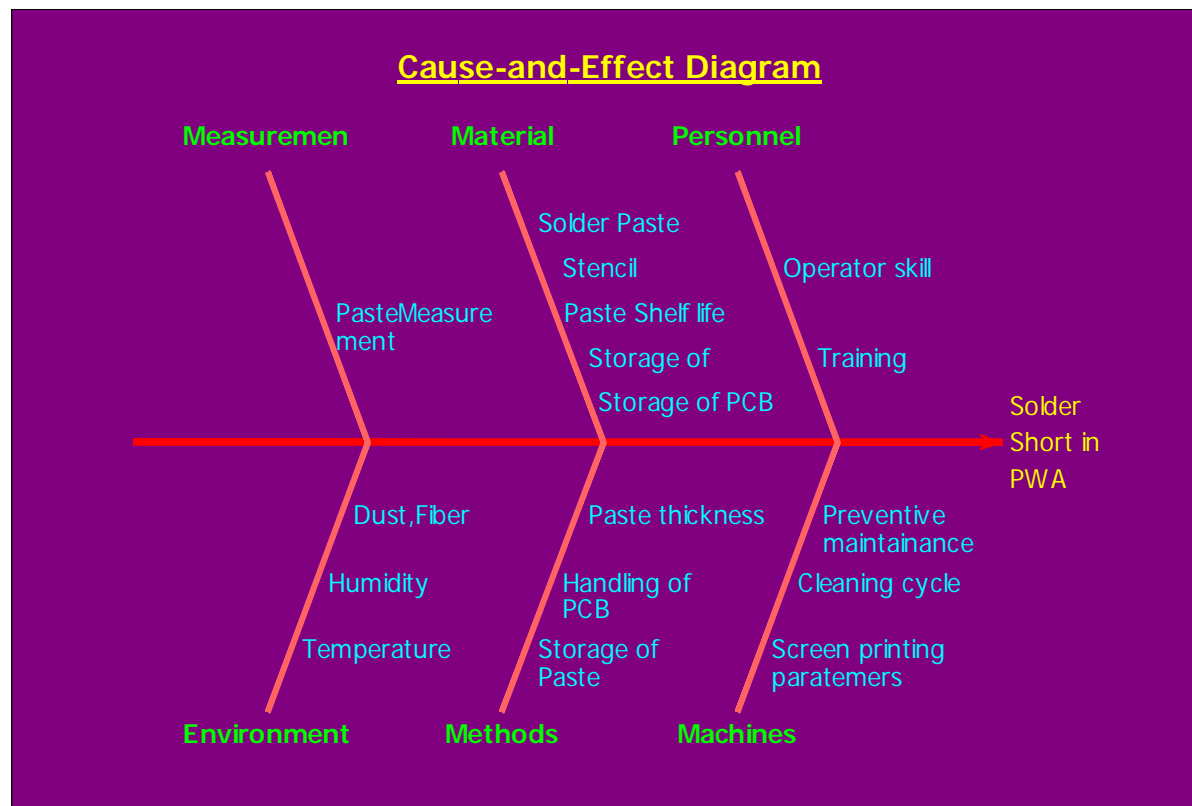 Cause-and-Effect Diagram
Measuremen
Material
Personnel
Solder Paste
Stencil
Paste Shelf life
Storage of
Storage of PCB
Operator skill
Training
PasteMeasure
ment
Solder
Short in
PWA
Dust,Fiber
Humidity
Temperature
Paste thickness
Handling of
PCB
Storage of
Paste
Preventive
maintainance
Cleaning cycle
Screen printing
paratemers
Environment
Methods
Machines